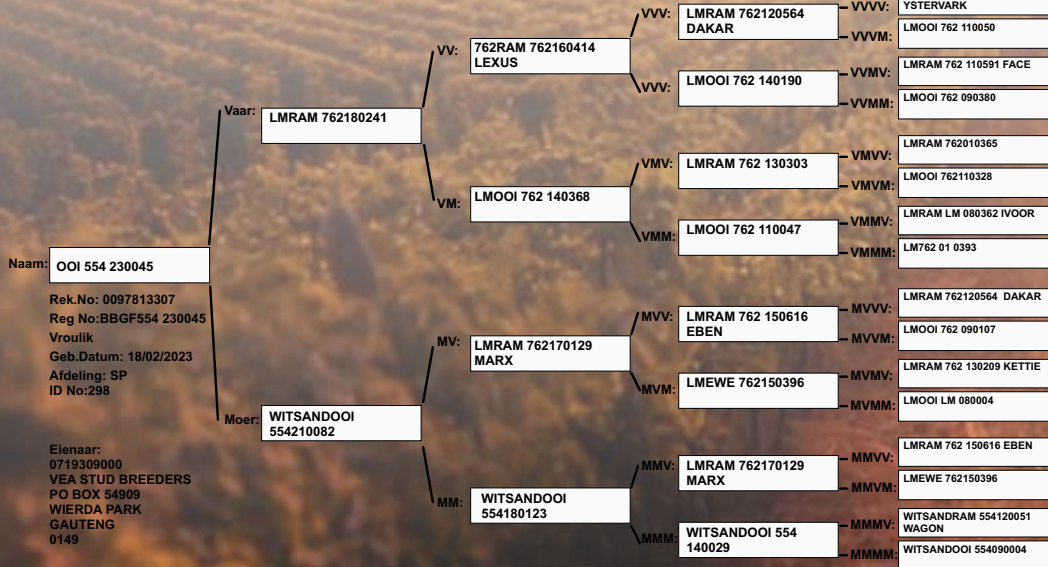 Naam:
OOI 554 230045
Rek.No: 0097813307
Reg No:BBGF554 230045
Vroulik
Geb.Datum: 18/02/2023
Afdeling: SP
ID No:298
Eienaar:
0719309000
VEA STUD BREEDERS
PO BOX 54909
WIERDA PARK
GAUTENG
0149
Vaar:
LMRAM 762180241
Moer:
WITSANDOOI
554210082
VV:
762RAM 762160414
LEXUS
VM:
LMOOI 762 140368
MV:
LMRAM 762170129
MARX
MM:
WITSANDOOI
554180123
VVV:
LMRAM 762120564
DAKAR
VVV:
LMOOI 762 140190
VMV:
LMRAM 762 130303
VMM:
LMOOI 762 110047
MVV:
LMRAM 762 150616
EBEN
MVM:
LMEWE 762150396
MMV:
LMRAM 762170129
MARX
MMM:
WITSANDOOI 554
140029
VVVV:
YSTERVARK
VVVM:
LMOOI 762 110050
VVMV:
LMRAM 762 110591 FACE
VVMM:
LMOOI 762 090380
VMVV:
LMRAM 762010365
VMVM:
LMOOI 762110328
VMMV:
LMRAM LM 080362 IVOOR
VMMM:
LM762 01 0393
MVVV:
LMRAM 762120564 DAKAR
MVVM:
LMOOI 762 090107
MVMV:
LMRAM 762 130209 KETTIE
MVMM:
LMOOI LM 080004
MMVV:
LMRAM 762 150616 EBEN
MMVM:
LMEWE 762150396
MMMV:
WITSANDRAM 554120051
WAGON
MMMM:
WITSANDOOI 554090004